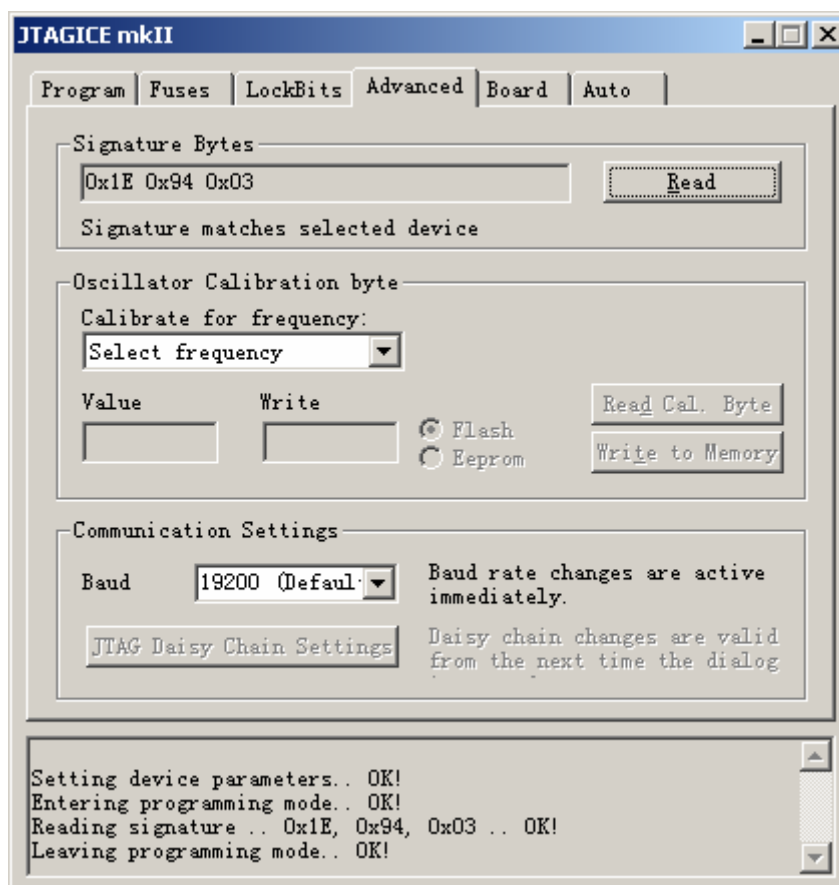 JTAGICE mkII
Program Fuses LockBits Advanced Board Auto
Signature Bytes
0x1E 0x94 0x03
Read
Signature matches selected device
Oscillator Calibration byte
Calibrate for frequency:
Select frequency
Value Write
Flash
Eeprom
Read Cal. Byte
Write to Memory
Communication Settings
Baud
19200 (Defaul
Baud rate changes are active
immediately.
JTAG Daisy Chain Settings
Daisy chain changes are valid
from the next time the dialog
Setting device parameters.. OK!
Entering programming mode.. OK!
Reading signature .. 0x1E, 0x94, 0x03 .. OK!
Leaving programming mode.. OK!